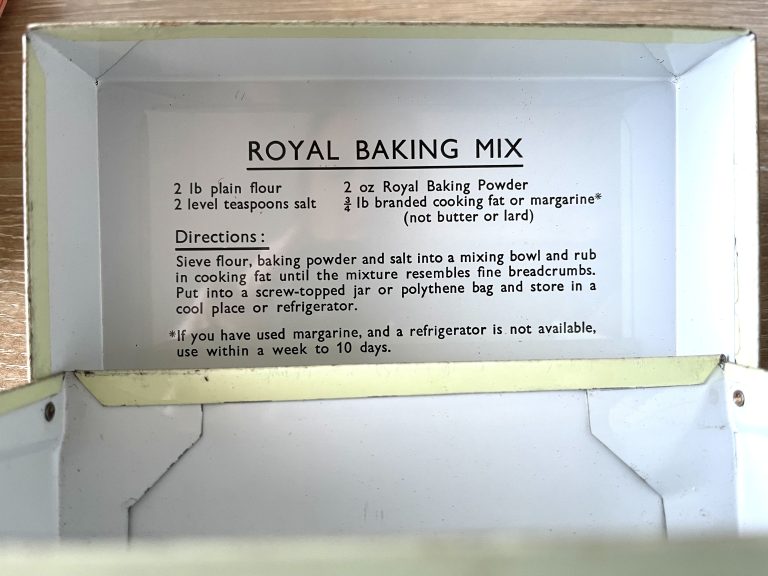 ROYAL BAKING MIX
2 lb plain flour 2 oz Royal Baking Powder
2 level teaspoons salt ¾ lb branded cooking fat or margarine*
(not butter or lard)
Directions :
Sieve flour, baking powder and salt into a mixing bowl and rub
in cooking fat until the mixture resembles fine breadcrumbs.
Put into a screw-topped jar or polythene bag and store in a
cool place or refrigerator.
*If you have used margarine, and a refrigerator is not available,
use within a week to 10 days.